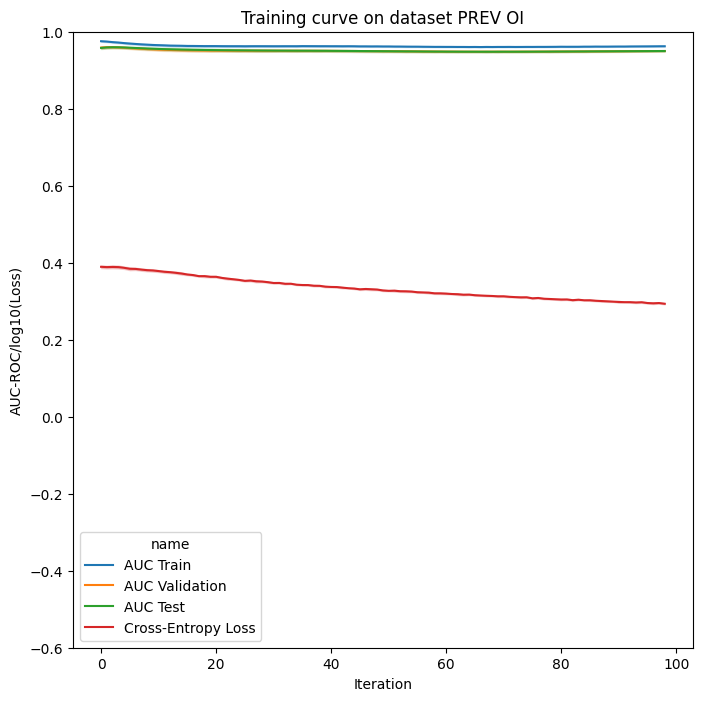 Training curve on dataset PREV OI
1.0
0.8
0.6
0.4
0.2
0.0
−0.2
−0.4
−0.6
AUC-ROC/log10(Loss)
name
AUC Train
AUC Validation
AUC Test
Cross-Entropy Loss
0 20 40 60 80 100
Iteration